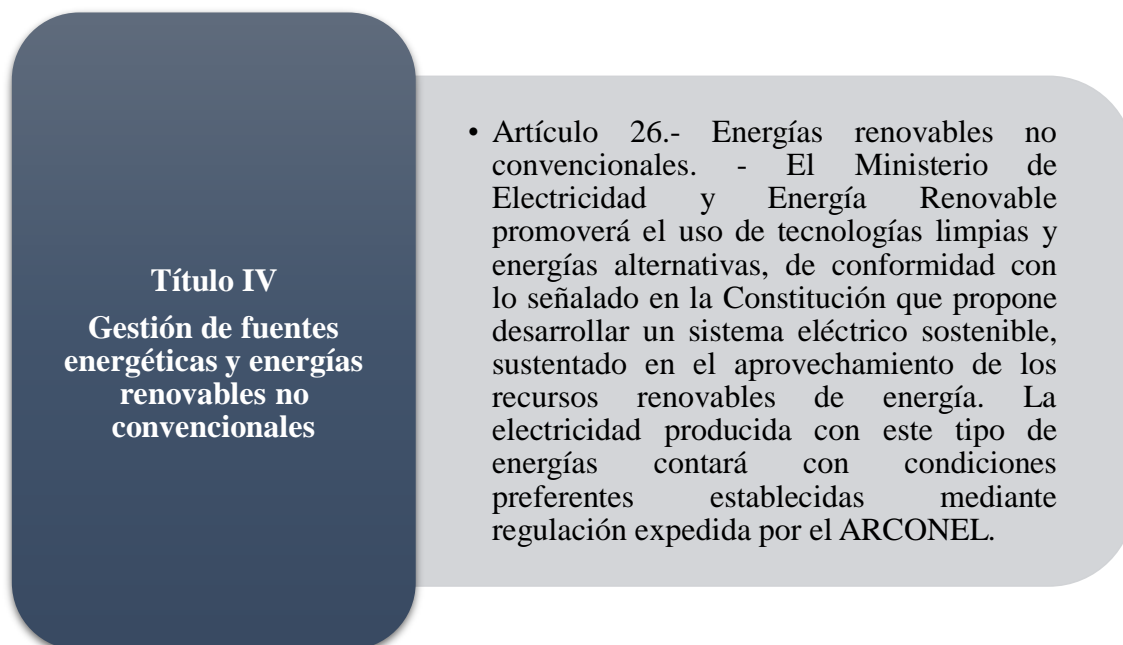 Título IV
Gestión de fuentes
energéticas y energías
renovables no
convencionales
• Artículo 26.- Energías renovables no
convencionales. - El Ministerio de
Electricidad y Energía Renovable
promoverá el uso de tecnologías limpias y
energías alternativas, de conformidad con
lo señalado en la Constitución que propone
desarrollar un sistema eléctrico sostenible,
sustentado en el aprovechamiento de los
recursos renovables de energía. La
electricidad producida con este tipo de
energías contará con condiciones
preferentes establecidas mediante
regulación expedida por el ARCONEL.